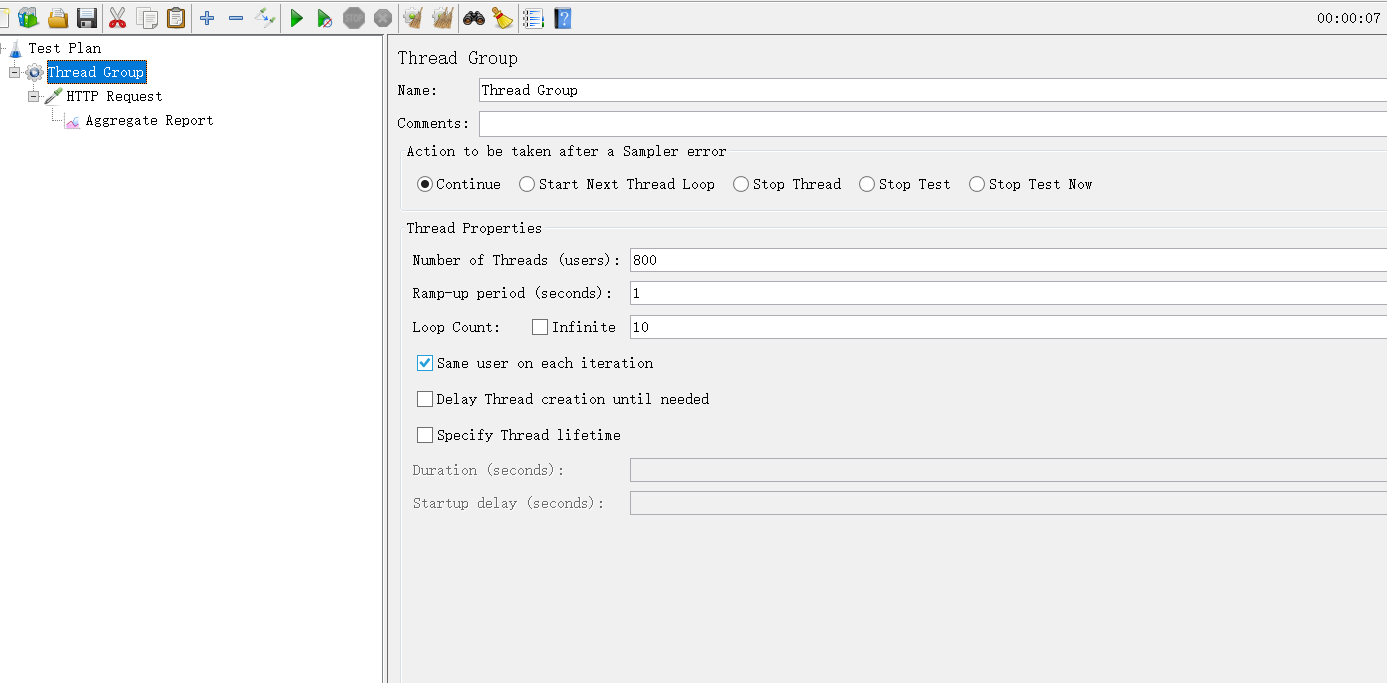 STOP
?
00:00:07
Test Plan
Thread Group
HTTP Request
Aggregate Report
Thread Group
Name: Thread Group
Comments:
Action to be taken after a Sampler error
Continue Start Next Thread Loop Stop Thread Stop Test Stop Test Now
Thread Properties
Number of Threads (users): 800
Ramp-up period (seconds): 1
Loop Count: Infinite 10
Same user on each iteration
Delay Thread creation until needed
Specify Thread lifetime
Duration (seconds):
Startup delay (seconds):